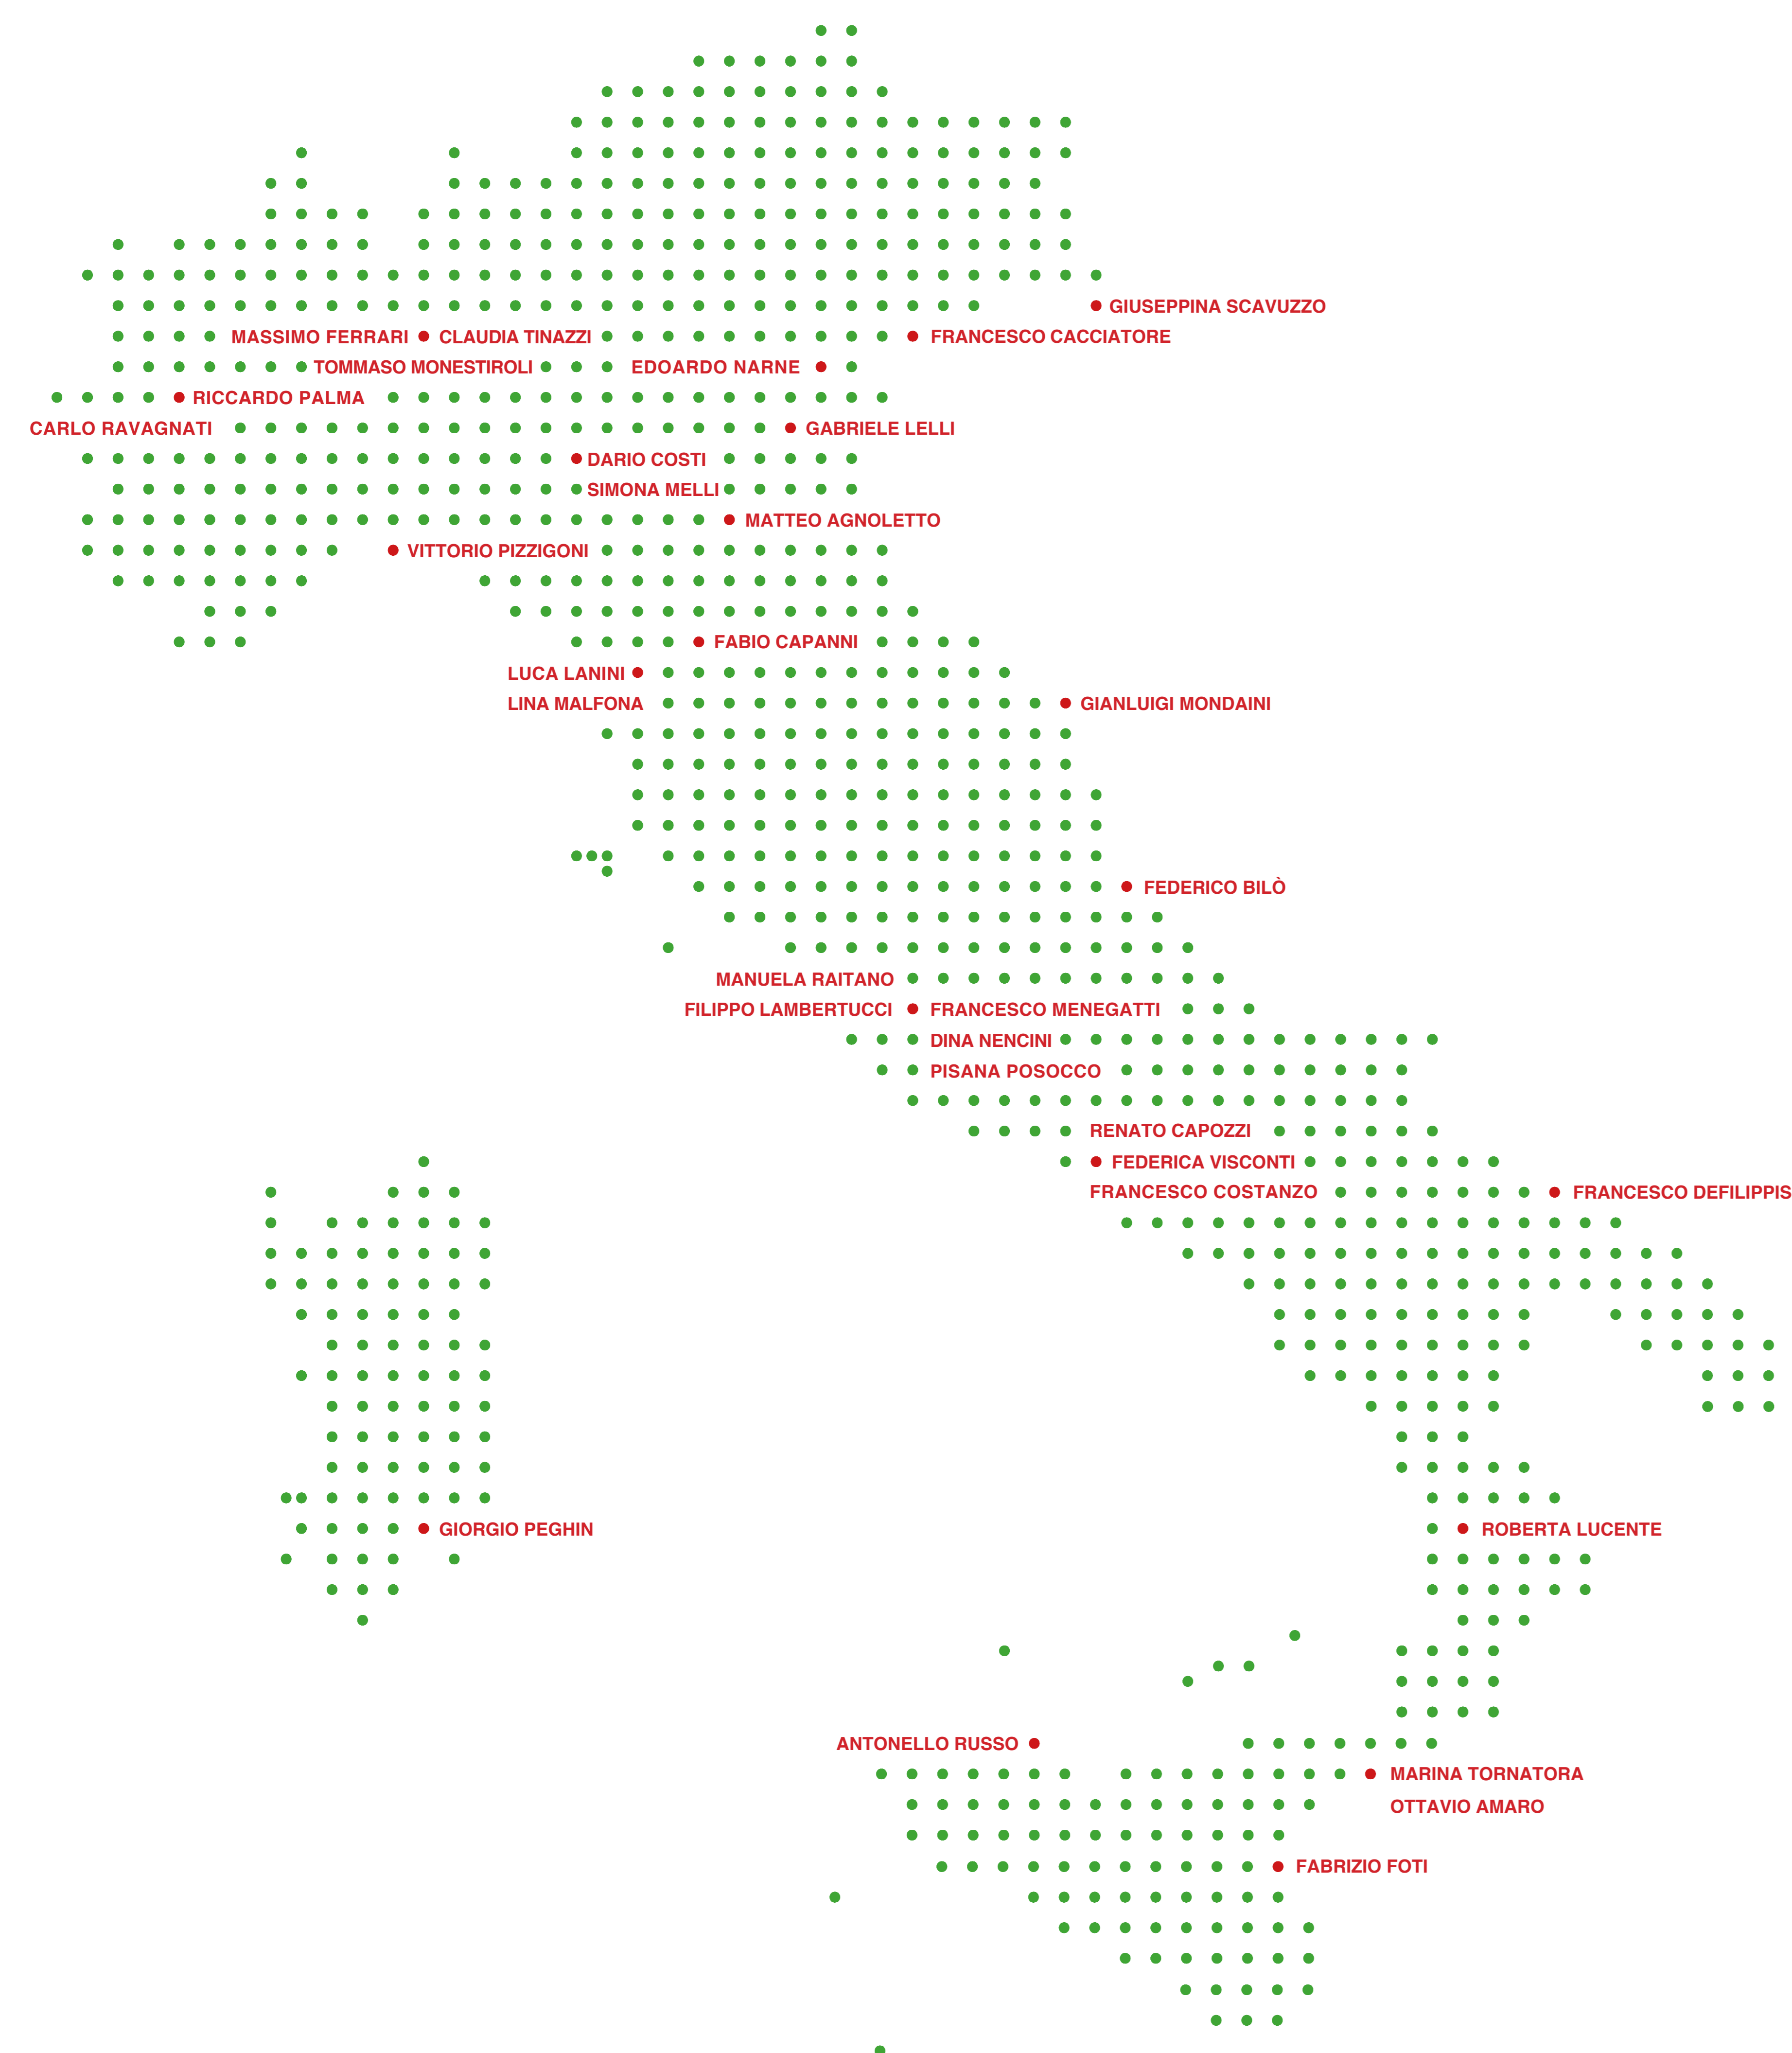 GIUSEPPINA SCAVUZZO
MASSIMO FERRARI CLAUDIA TINAZZI
FRANCESCO CACCIATORE
TOMMASO MONESTIROLI
EDOARDO NARNE
RICCARDO PALMA
CARLO RAVAGNATI
GABRIELE LELLI
DARIO COSTI
SIMONA MELLI
MATTEO AGNOLETTO
VITTORIO PIZZIGONI
FABIO CAPANNI
LUCA LANINI
LINA MALFONA
GIANLUIGI MONDAINI
FEDERICO BILÒ
MANUELA RAITANO
FILIPPO LAMBERTUCCI
FRANCESCO MENEGATTI
DINA NENCINI
PISANA POSOCCO
RENATO CAPOZZI
FEDERICA VISCONTI
FRANCESCO COSTANZO
FRANCESCO DEFILIPPIS
GIORGIO PEGHIN
ROBERTA LUCENTE
ANTONELLO RUSSO
MARINA TORNATORA
OTTAVIO AMARO
FABRIZIO FOTI